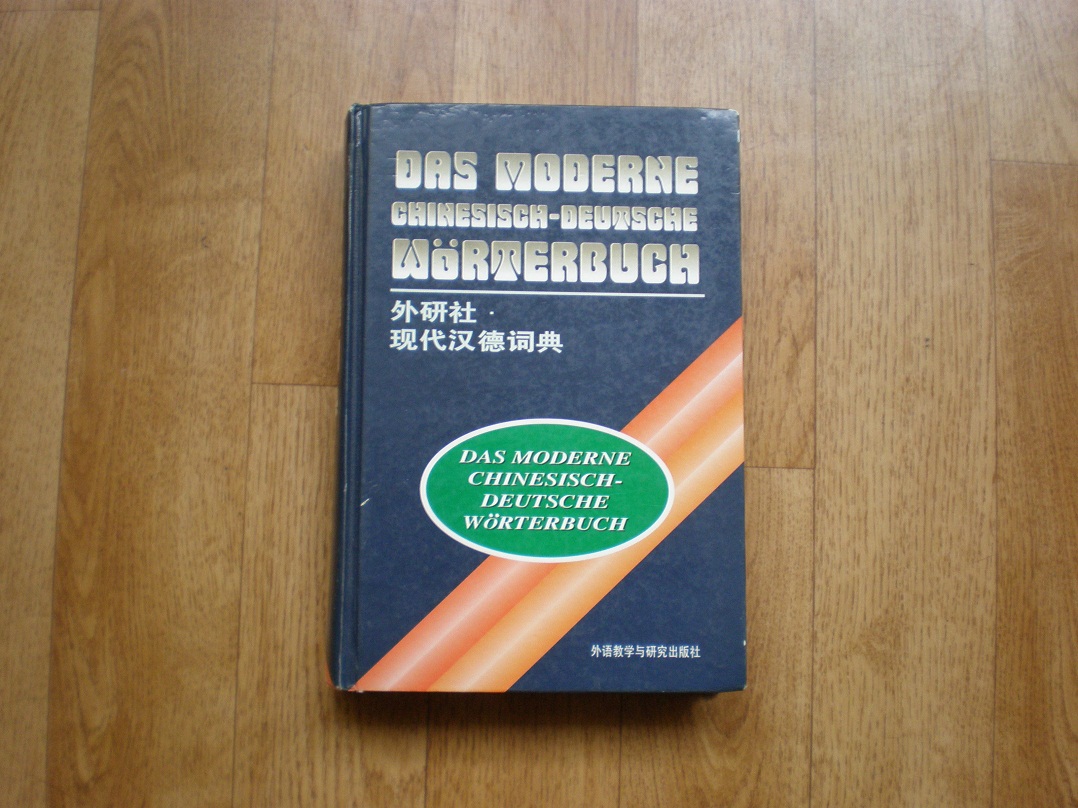 DAS MODERNE
CHINESISCH-DEUTSCHE
WÖRTERBUCH
外研社·
现代汉德词典
DAS MODERNE
CHINESISCH-
DEUTSCHE
WÖRTERBUCH
外语教学与研究出版社